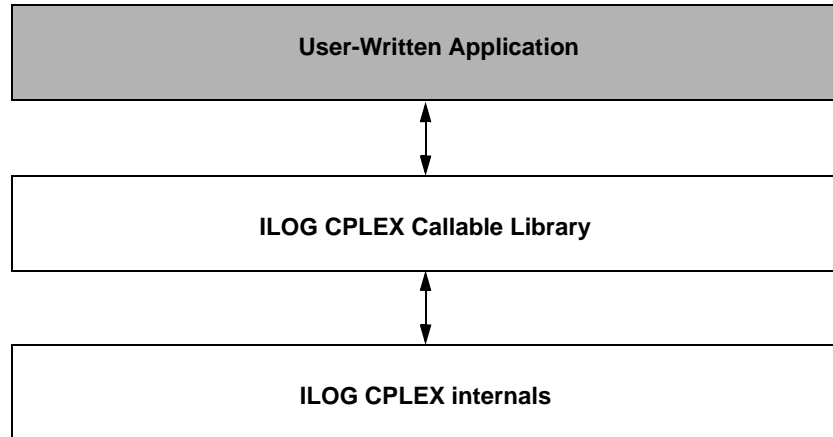 User-Written Application
ILOG CPLEX Callable Library
ILOG CPLEX internals